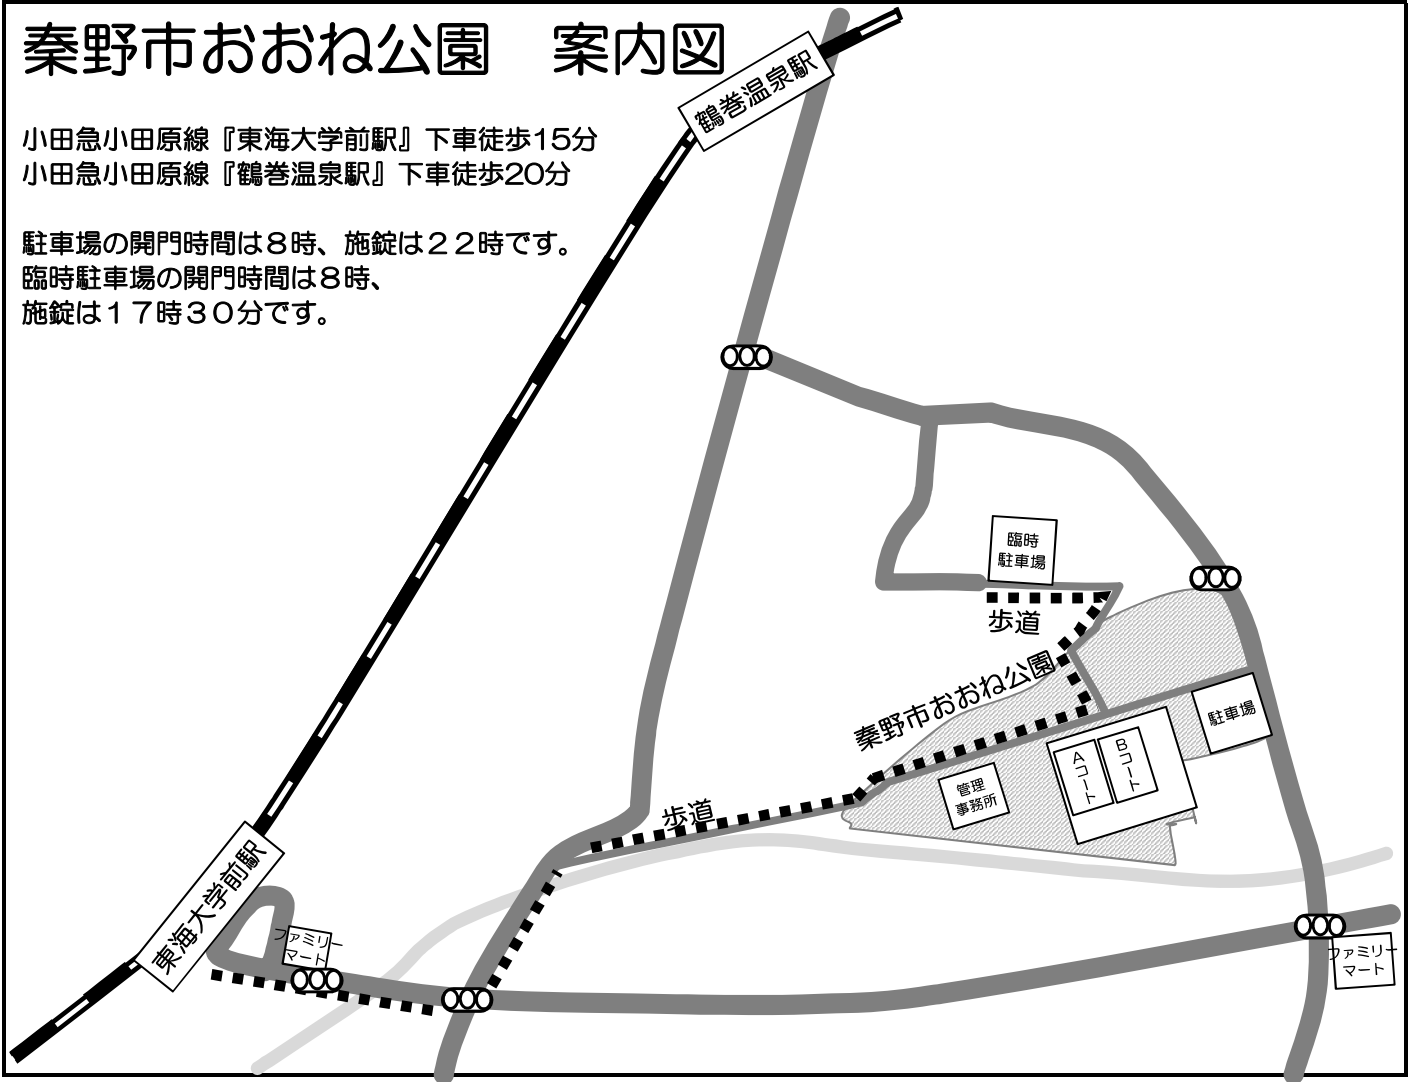 秦野市おおね公園　案内図
小田急小田原線『東海大学前駅』下車徒歩15分
小田急小田原線『鶴巻温泉駅』下車徒歩20分
駐車場の開門時間は８時、施錠は２２時です。
臨時駐車場の開門時間は８時、
施錠は１７時３０分です。
鶴巻温泉駅
臨時
駐車場
歩道
秦野市おおね公園
駐車場
Aコート
Bコート
管理
事務所
歩道
東海大学前駅
ファミリー
マート
ファミリー
マート